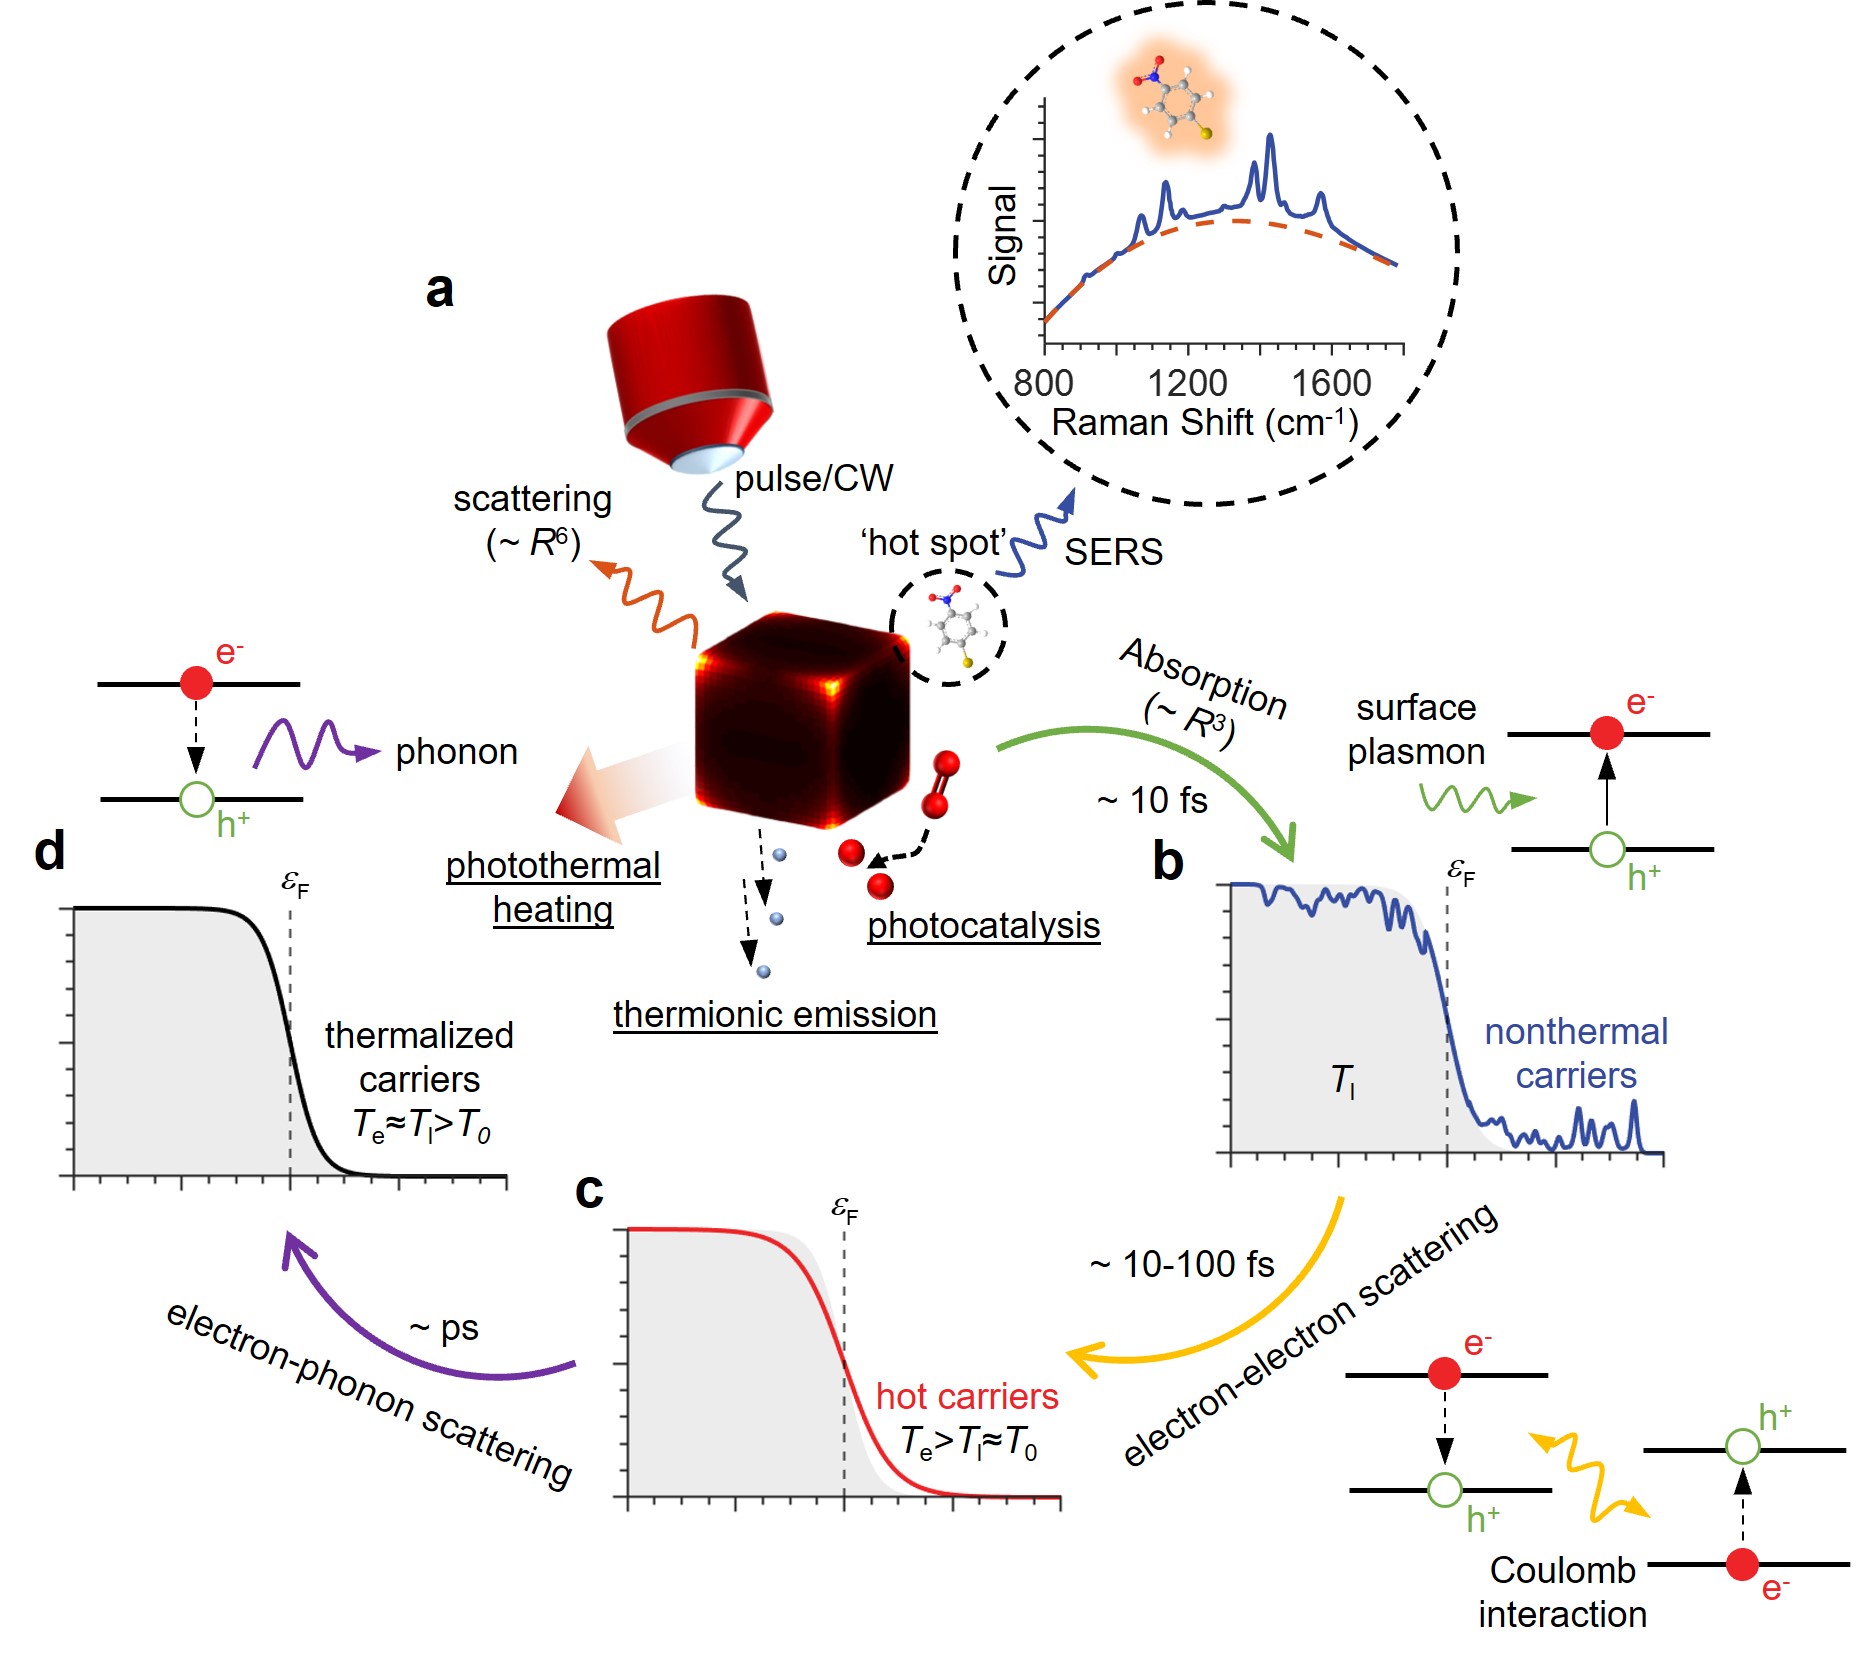 a
Signal
800 1200 1600
Raman Shift (cm-1)
pulse/CW
scattering
(~ R6)
'hot spot'
SERS
Absorption
(~ R3)
~ 10 fs
surface
plasmon
e-
h+
e-
phonon
h+
photothermal
heating
photocatalysis
thermionic emission
b
εF
Tl
nonthermal
carriers
~ 10-100 fs
electron-electron scattering
e-
h+
h+
e-
Coulomb
interaction
c
εF
hot carriers
Te>Tl≈T0
~ ps
electron-phonon scattering
d
εF
thermalized
carriers
Te≈Tl>T0